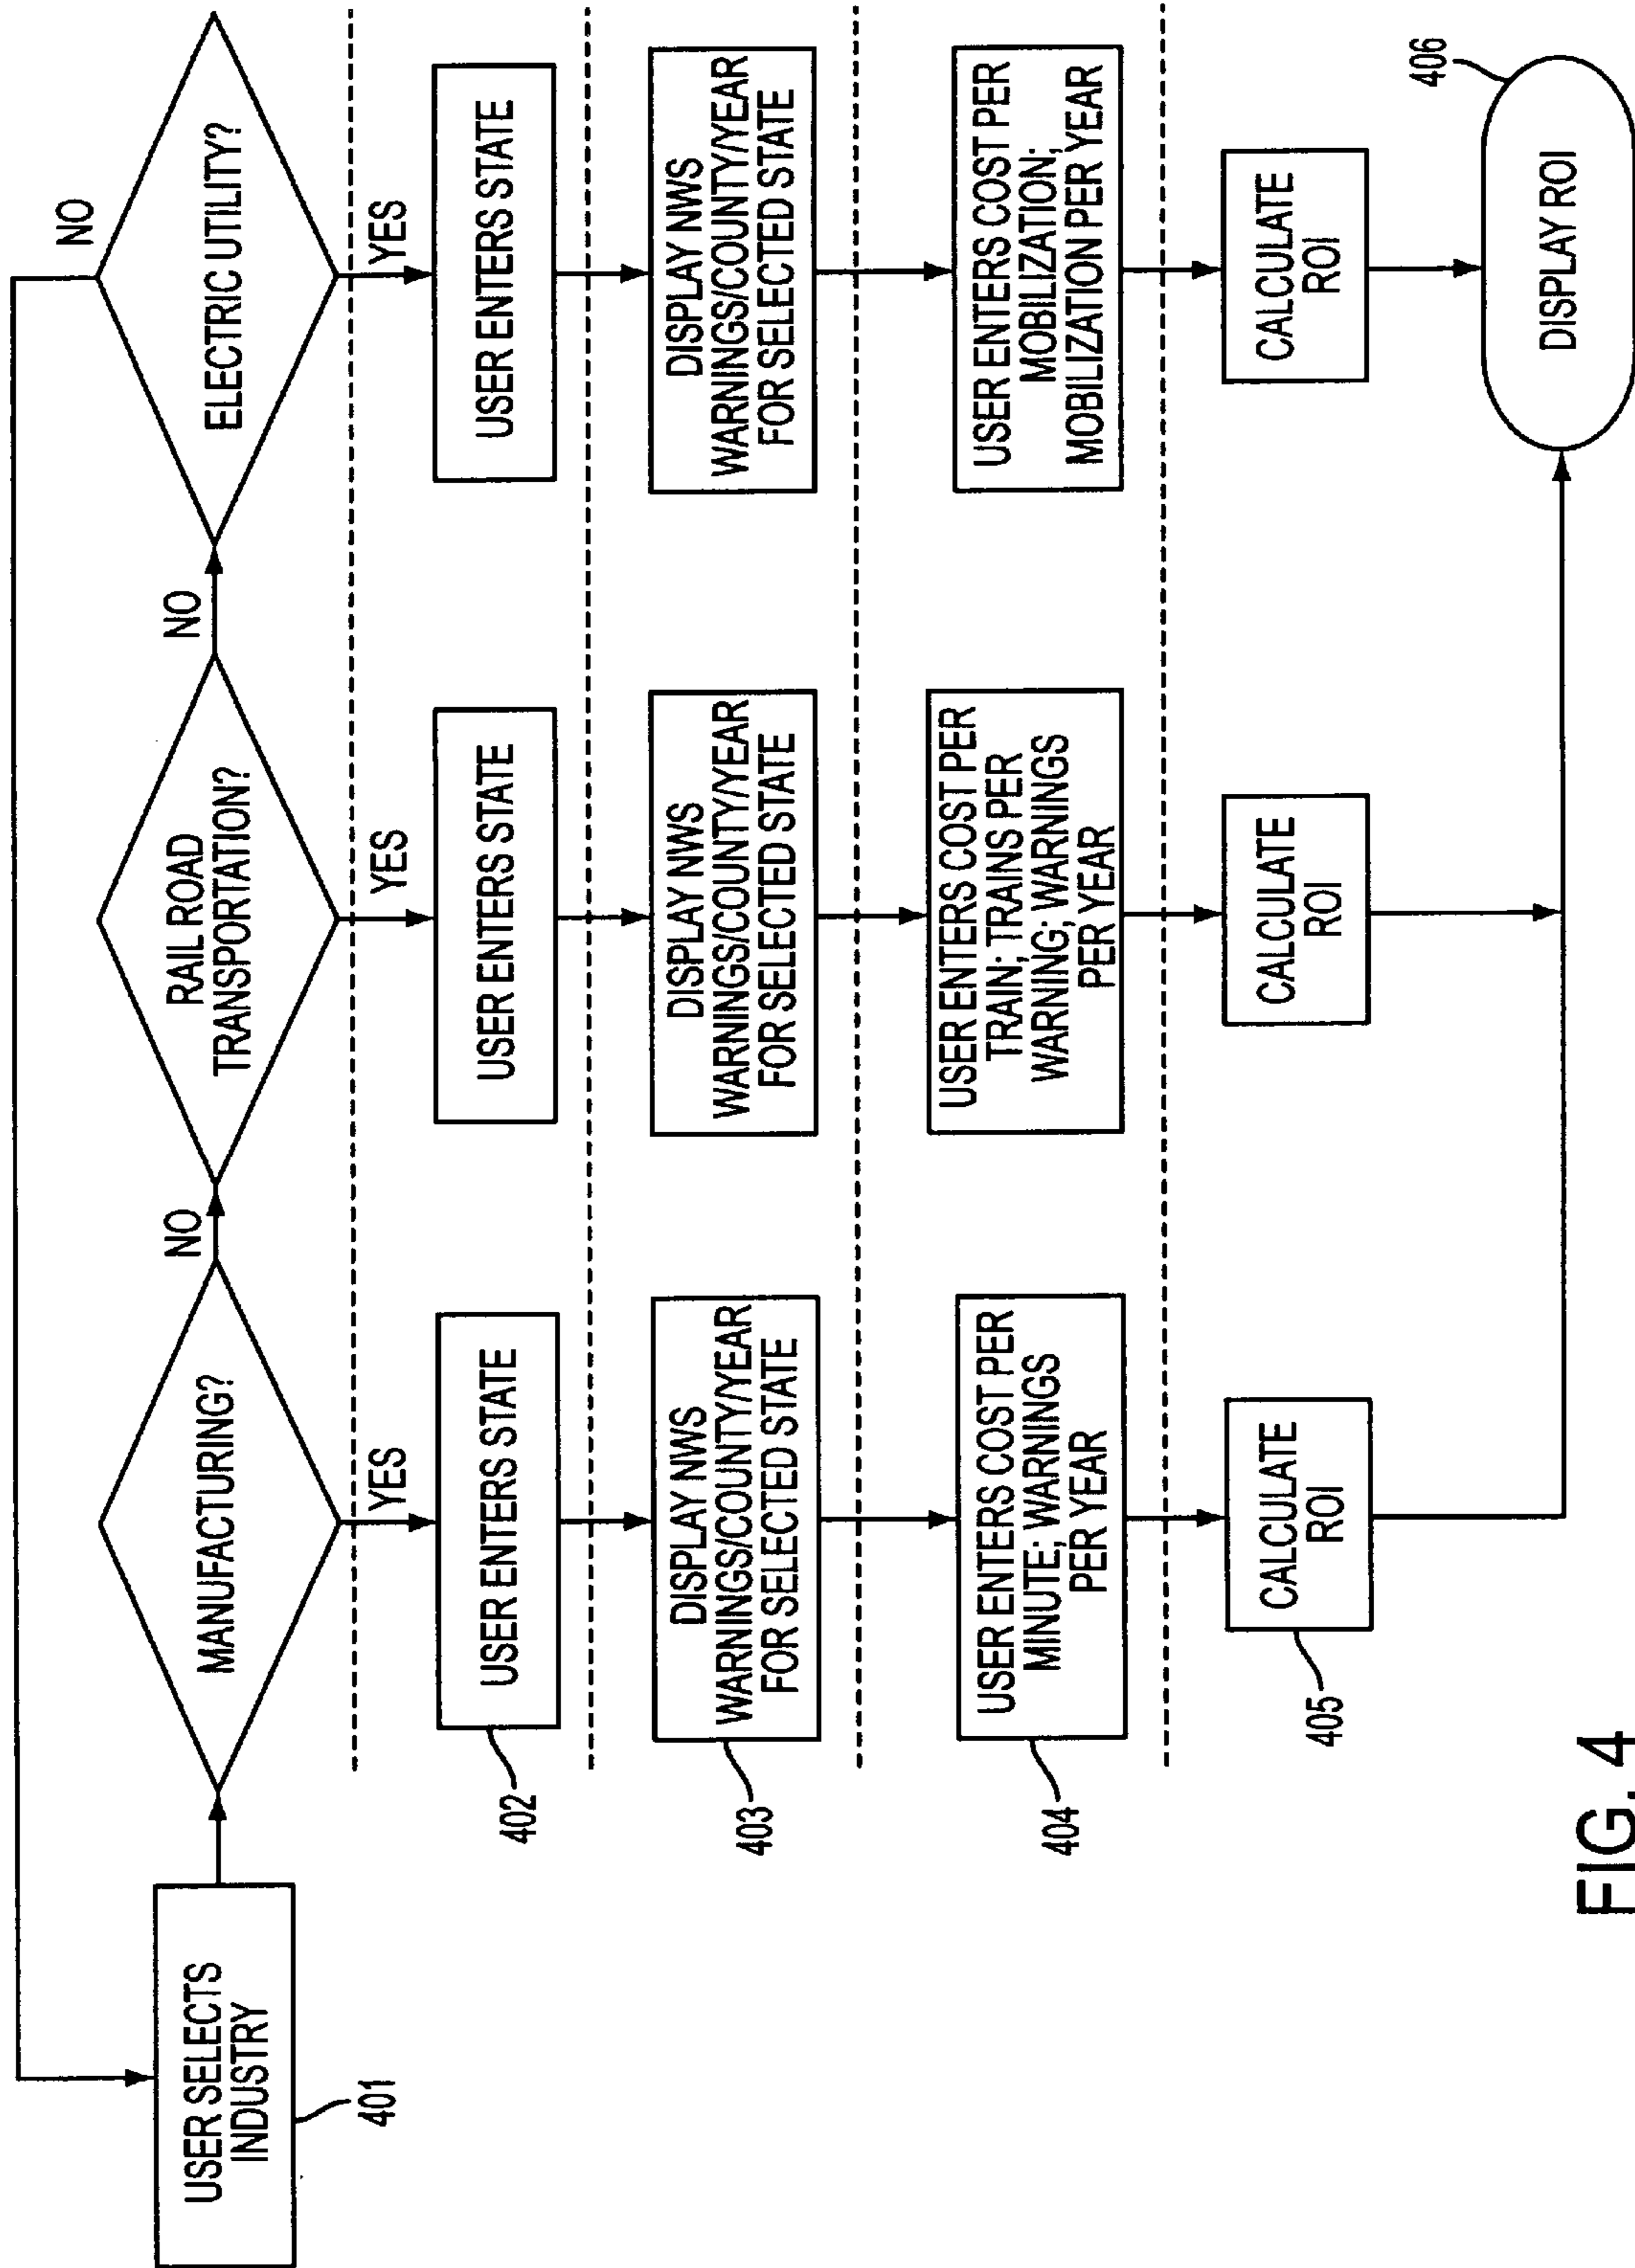 USER SELECTS
INDUSTRY
401
MANUFACTURING?
NO
RAIL ROAD
TRANSPORTATION?
NO
ELECTRIC UTILITY?
NO
YES
YES
YES
USER ENTERS STATE
402
USER ENTERS STATE
USER ENTERS STATE
DISPLAY NWS
WARNINGS/COUNTY/YEAR
FOR SELECTED STATE
403
DISPLAY NWS
WARNINGS/COUNTY/YEAR
FOR SELECTED STATE
DISPLAY NWS
WARNINGS/COUNTY/YEAR
FOR SELECTED STATE
USER ENTERS COST PER
MINUTE; WARNINGS
PER YEAR
404
USER ENTERS COST PER
TRAIN; TRAINS PER
WARNING; WARNINGS
PER YEAR
USER ENTERS COST PER
MOBILIZATION;
MOBILIZATION PER YEAR
CALCULATE
ROI
405
CALCULATE
ROI
CALCULATE
ROI
DISPLAY ROI
406
FIG. 4